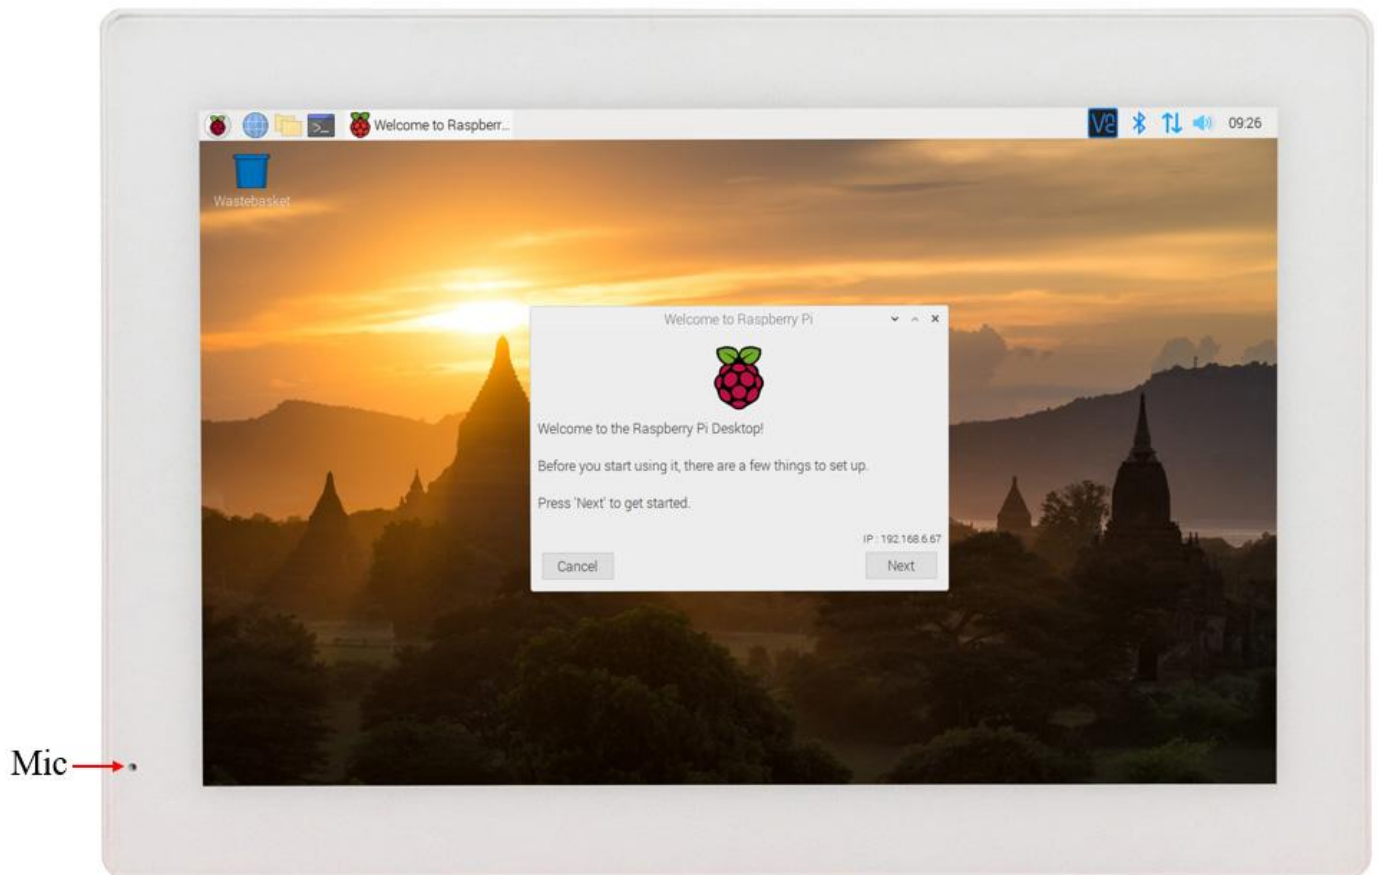 Welcome to Raspberr...
V2
09:26
Wastebasket
Welcome to Raspberry Pi
Welcome to the Raspberry Pi Desktop!
Before you start using it, there are a few things to set up.
Press 'Next' to get started.
IP : 192.168.6.67
Cancel
Next
Mic